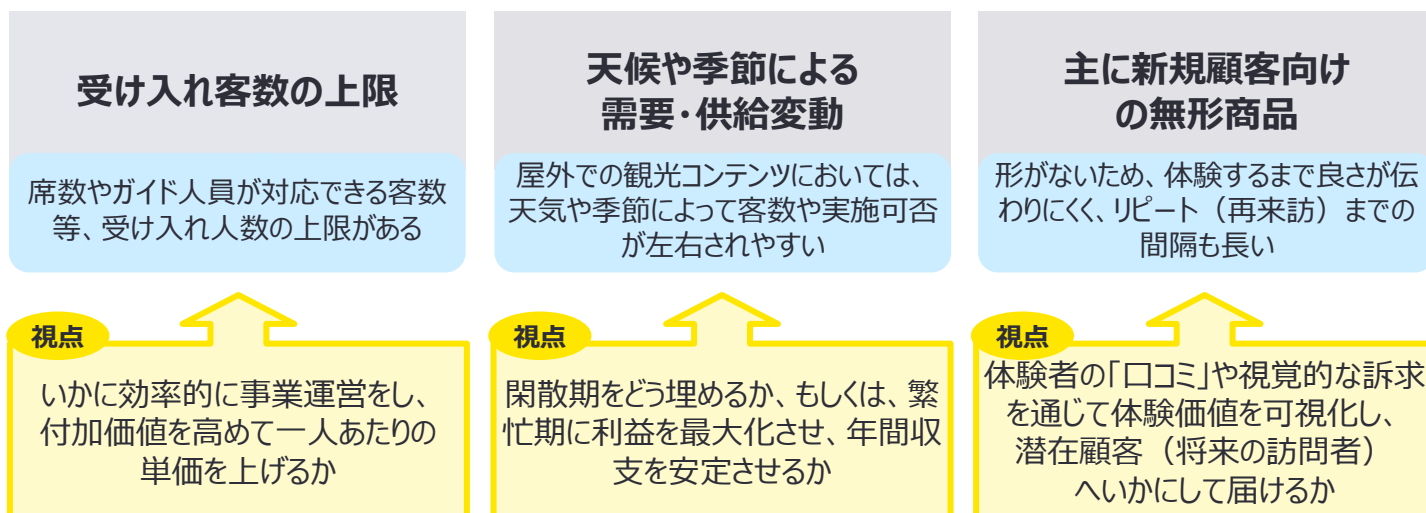 受け入れ客数の上限
席数やガイド人員が対応できる客数
等、受け入れ人数の上限がある
視点
いかに効率的に事業運営をし、
付加価値を高めて一人あたりの
単価を上げるか
天候や季節による
需要・供給変動
屋外での観光コンテンツにおいては、
天気や季節によって客数や実施可否
が左右されやすい
視点
閑散期をどう埋めるか、もしくは、繁
忙期に利益を最大化させ、年間収
支を安定させるか
主に新規顧客向け
の無形商品
形がないため、体験するまで良さが伝
わりにくく、リピート（再来訪）までの
間隔も長い
視点
体験者の「口コミ」や視覚的な訴求
を通じて体験価値を可視化し、
潜在顧客（将来の訪問者）
へいかにして届けるか